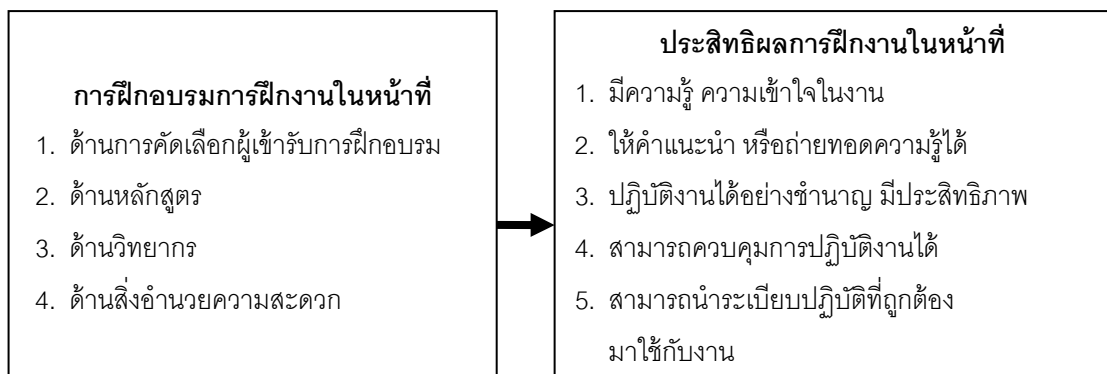 การฝึกอบรมการฝึกงานในหน้าที่
1. ด้านการคัดเลือกผู้เข้ารับการฝึกอบรม
2. ด้านหลักสูตร
3. ด้านวิทยากร
4. ด้านสิ่งอำนวยความสะดวก
ประสิทธิผลการฝึกงานในหน้าที่
1. มีความรู้ ความเข้าใจในงาน
2. ให้คำแนะนำ หรือถ่ายทอดความรู้ได้
3. ปฏิบัติงานได้อย่างชำนาญ มีประสิทธิภาพ
4. สามารถควบคุมการปฏิบัติงานได้
5. สามารถนำระเบียบปฏิบัติที่ถูกต้อง
มาใช้กับงาน